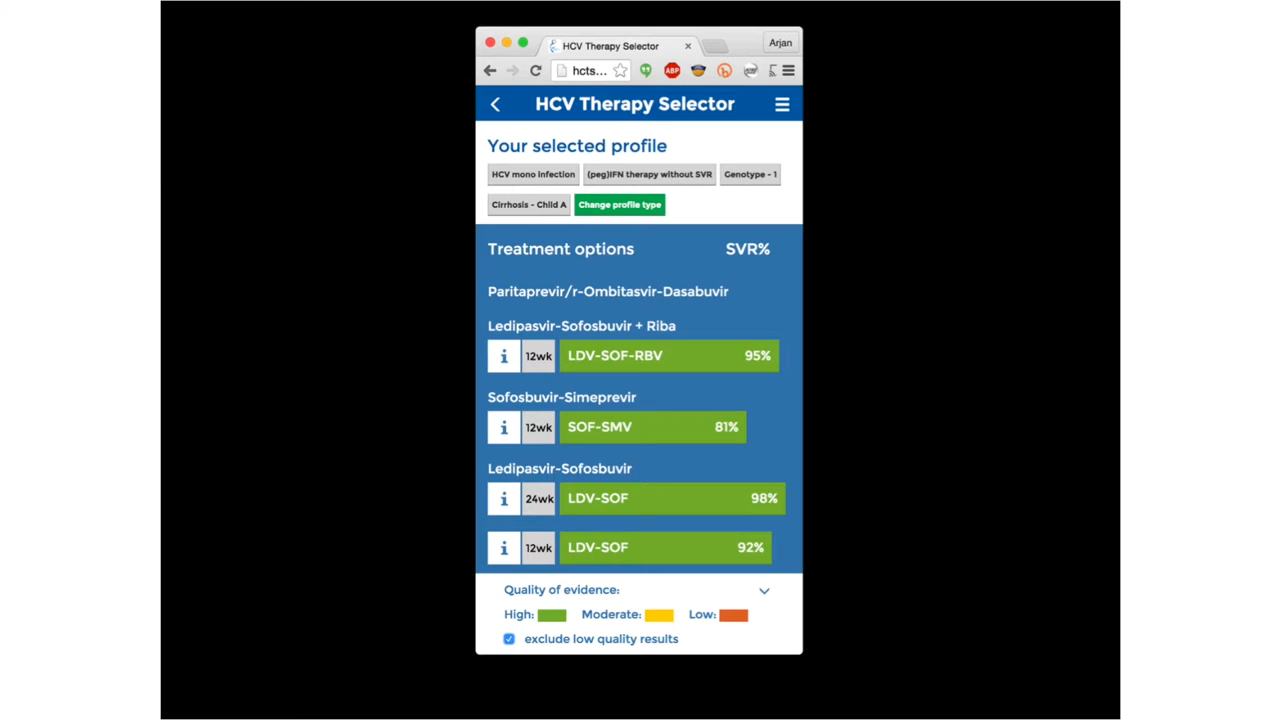 HCV Therapy Selector
Arjan
hcts...
ABP
HCV Therapy Selector
Your selected profile
HCV mono infection (peg)IFN therapy without SVR Genotype - 1
Cirrhosis - Child A Change profile type
Treatment options SVR%
Paritaprevir/r-Ombitasvir-Dasabuvir
Ledipasvir-Sofosbuvir + Riba
i 12wk LDV-SOF-RBV 95%
Sofosbuvir-Simeprevir
i 12wk SOF-SMV 81%
Ledipasvir-Sofosbuvir
i 24wk LDV-SOF 98%
i 12wk LDV-SOF 92%
Quality of evidence:
High: Moderate: Low:
exclude low quality results